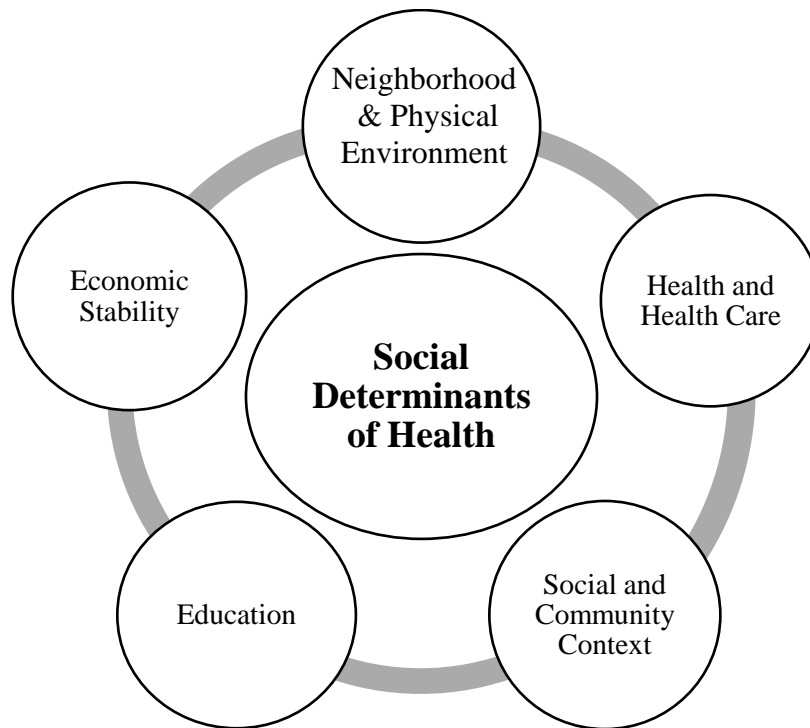 Neighborhood
& Physical
Environment
Economic
Stability
Health and
Health Care
Social
Determinants
of Health
Education
Social and
Community
Context